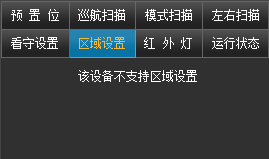 预 置 位 巡航扫描 模式扫描 左右扫描
看守设置 区域设置 红 外 灯 运行状态
该设备不支持区域设置